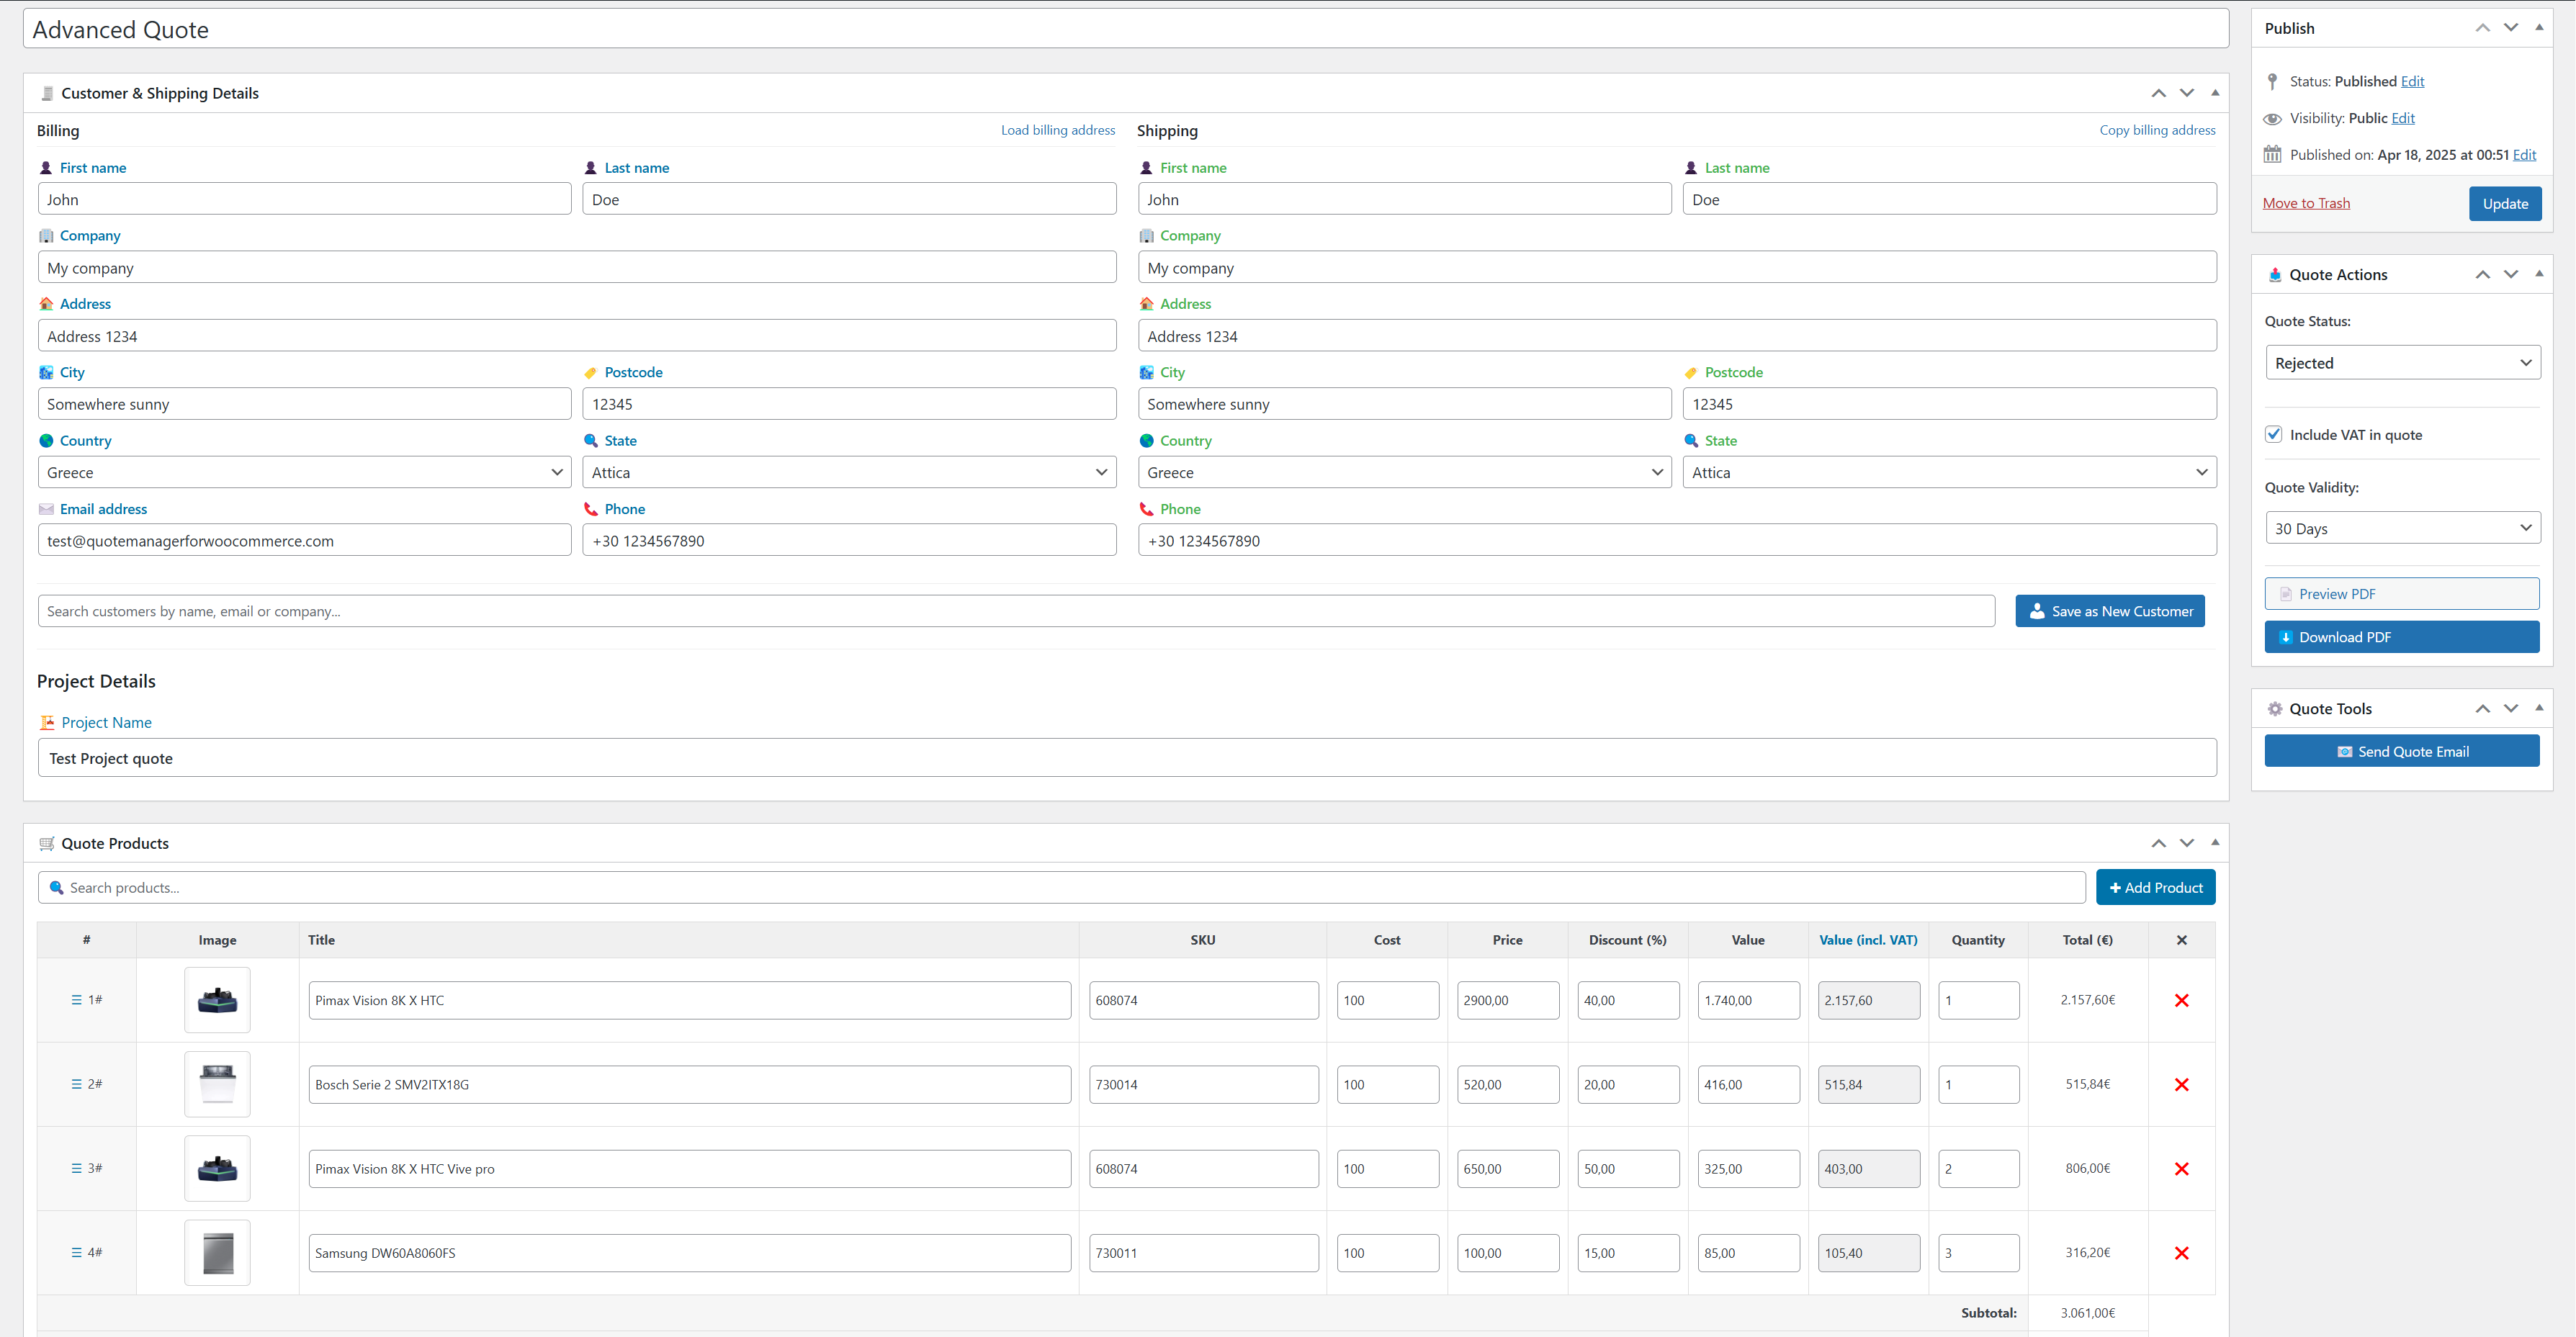 Advanced Quote
Customer & Shipping Details
Billing
Load billing address
First name
Last name
John
Doe
Company
My company
Address
Address 1234
City
Postcode
Somewhere sunny
12345
Country
State
Greece
Attica
Email address
Phone
test@quotemanagerforwoocommerce.com
+30 1234567890
Shipping
Copy billing address
First name
Last name
John
Doe
Company
My company
Address
Address 1234
City
Postcode
Somewhere sunny
12345
Country
State
Greece
Attica
Phone
+30 1234567890
Search customers by name, email or company...
Save as New Customer
Project Details
Project Name
Test Project quote
Quote Products
Search products...
+ Add Product
# Image Title SKU Cost Price Discount (%) Value Value (incl. VAT) Quantity Total (€) ✕
1# Pimax Vision 8K X HTC 608074 100 2900,00 40,00 1.740,00 2.157,60 1 2.157,60€
2# Bosch Serie 2 SMV2ITX18G 730014 100 520,00 20,00 416,00 515,84 1 515,84€
3# Pimax Vision 8K X HTC Vive pro 608074 100 650,00 50,00 325,00 403,00 2 806,00€
4# Samsung DW60A8060FS 730011 100 100,00 15,00 85,00 105,40 3 316,20€
Subtotal: 3.061,00€
Publish
Status: Published Edit
Visibility: Public Edit
Published on: Apr 18, 2025 at 00:51 Edit
Move to Trash
Update
Quote Actions
Quote Status:
Rejected
Include VAT in quote
Quote Validity:
30 Days
Preview PDF
Download PDF
Quote Tools
Send Quote Email